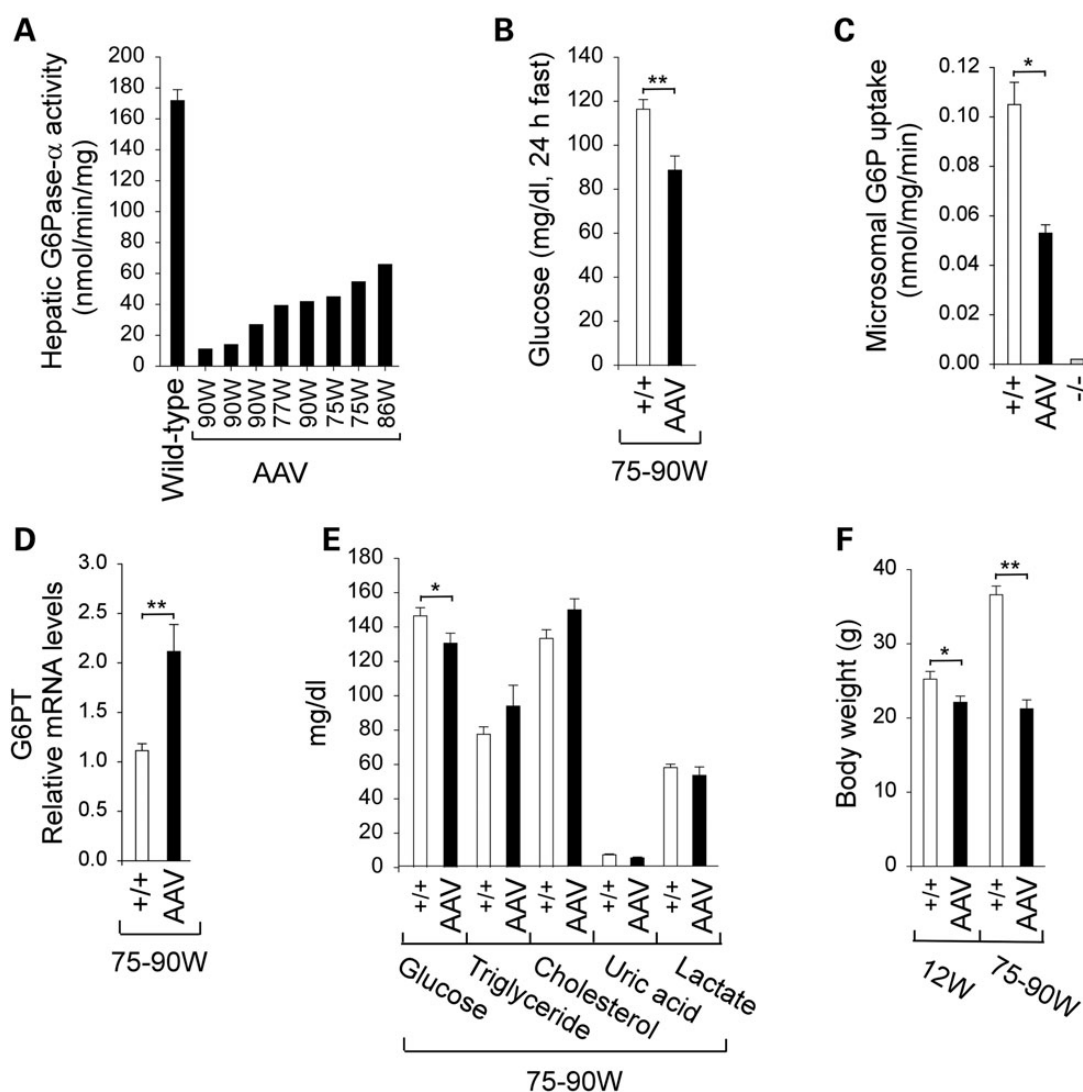 A
Hepatic G6Pase-α activity
(nmol/min/mg)
200
180
160
140
120
100
80
60
40
20
0
Wild-type
90W
90W
90W
77W
90W
75W
75W
86W
AAV
B
Glucose (mg/dl, 24 h fast)
140
120
100
80
60
40
20
0
**
+/+
AAV
75-90W
C
Microsomal G6P uptake
(nmol/mg/min)
0.12
0.10
0.08
0.06
0.04
0.02
0.00
*
+/+
AAV
-/-
D
G6PT
Relative mRNA levels
3.0
2.5
2.0
1.5
1.0
0.5
0.0
**
+/+
AAV
75-90W
E
mg/dl
180
160
140
120
100
80
60
40
20
0
*
+/+
AAV
+/+
AAV
+/+
AAV
+/+
AAV
+/+
AAV
Glucose
Triglyceride
Cholesterol
Uric acid
Lactate
75-90W
F
Body weight (g)
40
30
20
10
0
*
**
+/+
AAV
+/+
AAV
12W
75-90W